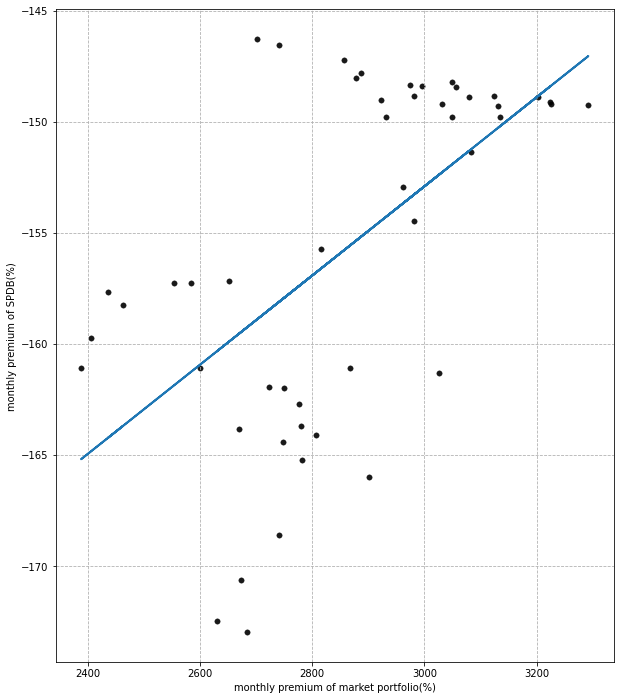 −145
−150
−155
−160
−165
−170
monthly premium of SPDB(%)
2400 2600 2800 3000 3200
monthly premium of market portfolio(%)